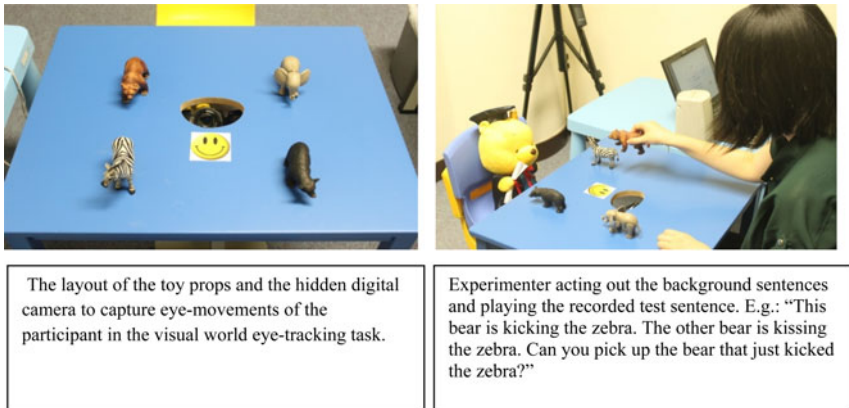 The layout of the toy props and the hidden digital
camera to capture eye-movements of the
participant in the visual world eye-tracking task.
Experimenter acting out the background sentences
and playing the recorded test sentence. E.g.: “This
bear is kicking the zebra. The other bear is kissing
the zebra. Can you pick up the bear that just kicked
the zebra?”